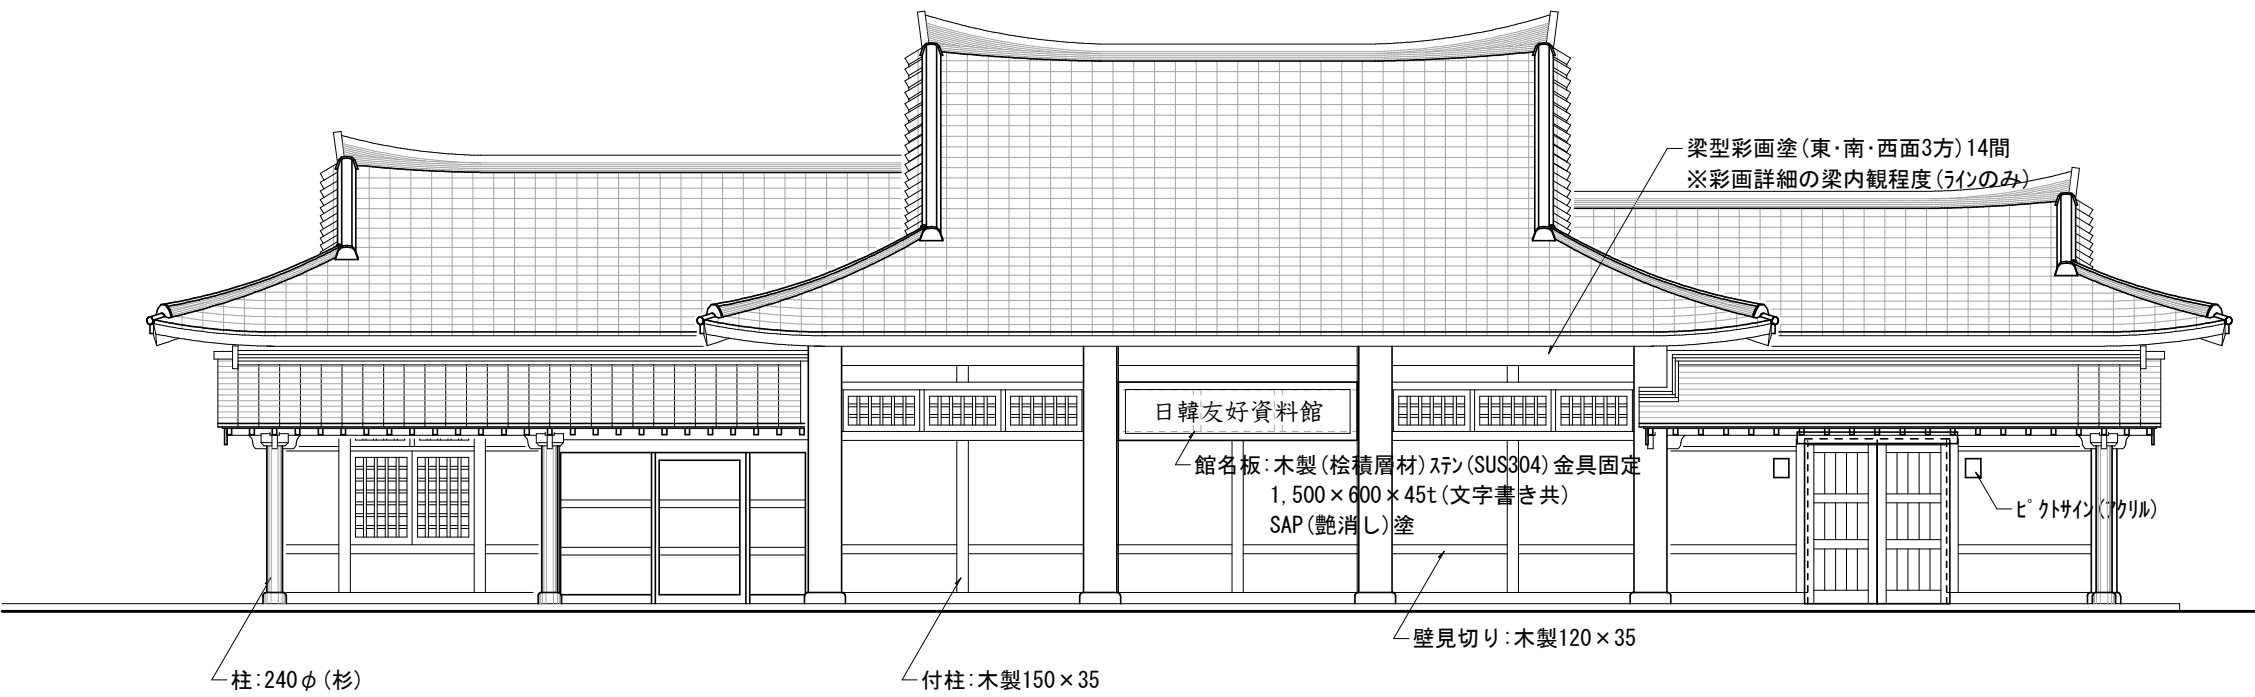 梁型彩画塗(東･南･西面3方)14間
※彩画詳細の梁内観程度(ﾗｲﾝのみ)
日韓友好資料館
館名板:木製(桧積層材)ｽﾃﾝ(SUS304)金具固定
1,500×600×45t(文字書き共)
SAP(艶消し)塗
ﾋﾟｸﾄｻｲﾝ(ｱｸﾘﾙ)
壁見切り:木製120×35
柱:240φ(杉)
付柱:木製150×35